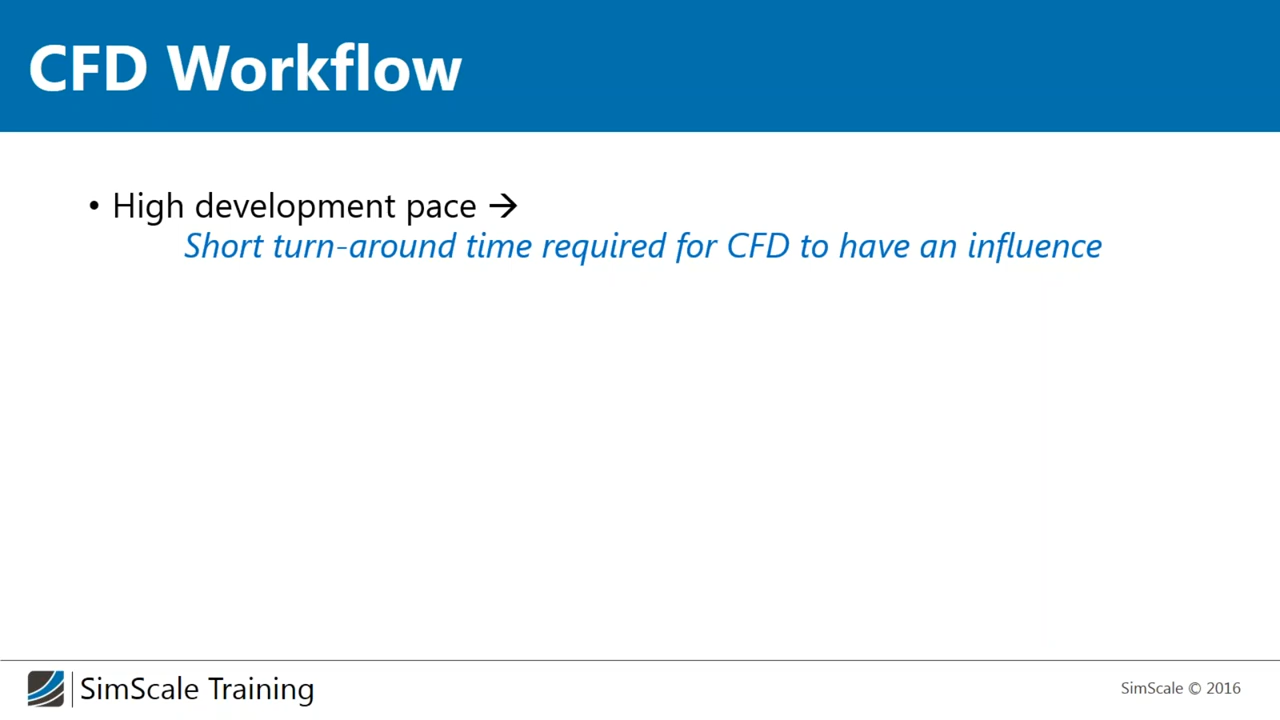 CFD Workflow
• High development pace →
Short turn-around time required for CFD to have an influence
SimScale Training
SimScale © 2016